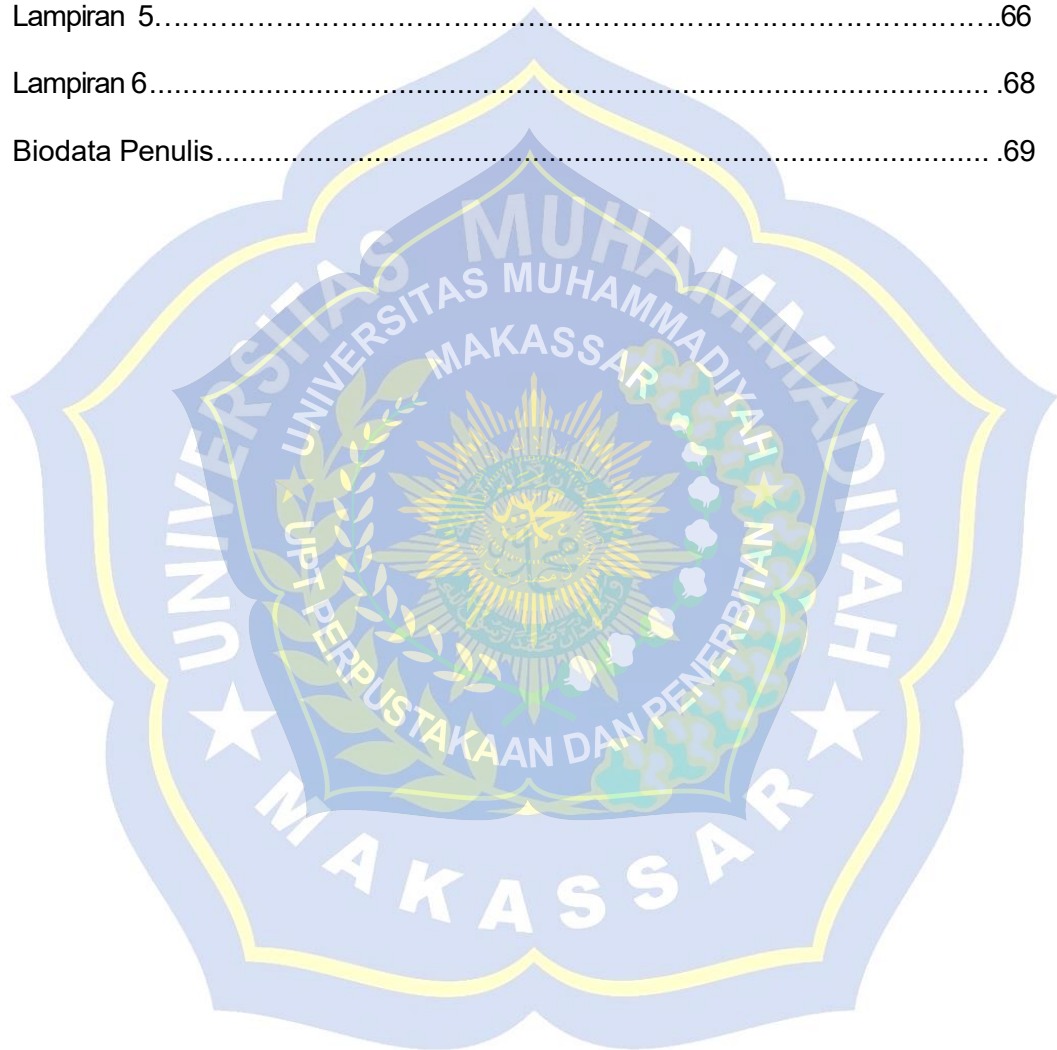 Lampiran 5……………………………………………………………………………..66
Lampiran 6.................................................................................................... .68
Biodata Penulis............................................................................................. .69
UNIVERSITAS MUHAMMADIYAH
MAKASSAR
UNIVERSITAS MUHAMMADIYAH
MAKASSAR
UPT PERPUSTAKAAN DAN PENERBITAN